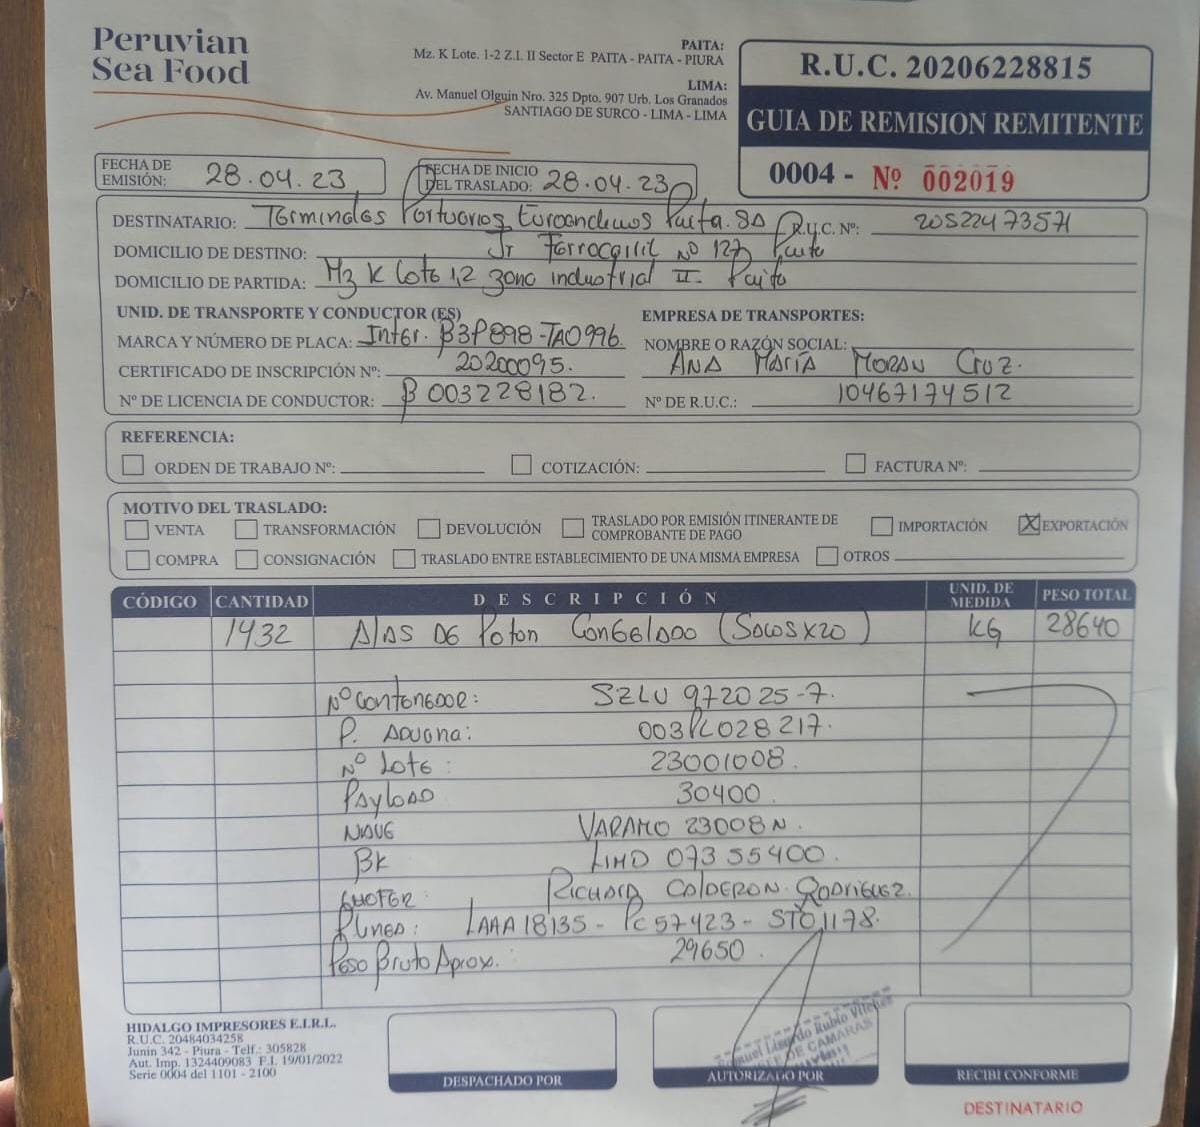 Peruvian
Sea Food
PAITA:
Mz. K Lote. 1-2 Z.I. II Sector E PAITA - PAITA - PIURA
LIMA:
Av. Manuel Olguin Nro. 325 Dpto. 907 Urb. Los Granados
SANTIAGO DE SURCO - LIMA - LIMA
R.U.C. 20206228815
GUIA DE REMISION REMITENTE
0004 - Nº 002019
FECHA DE EMISIÓN: 28.04.23
FECHA DE INICIO DEL TRASLADO: 28.04.23
DESTINATARIO: Terminales Portuarios Euroandinos Paita. SA R.U.C. Nº: 20522473571
DOMICILIO DE DESTINO: Jr Ferrocarril Nº 127 Paita
DOMICILIO DE PARTIDA: Mz K Lote 1,2 zona industrial II. Paita
UNID. DE TRANSPORTE Y CONDUCTOR (ES)
MARCA Y NÚMERO DE PLACA: Inter. B3P898-TAO996
CERTIFICADO DE INSCRIPCIÓN Nº: 20200095.
Nº DE LICENCIA DE CONDUCTOR: B003228182.
EMPRESA DE TRANSPORTES:
NOMBRE O RAZÓN SOCIAL:
ANA MARÍA MORAN CRUZ.
Nº DE R.U.C.: 10467174512
REFERENCIA:
ORDEN DE TRABAJO Nº: COTIZACIÓN: FACTURA Nº:
MOTIVO DEL TRASLADO:
VENTA TRANSFORMACIÓN DEVOLUCIÓN TRASLADO POR EMISIÓN ITINERANTE DE COMPROBANTE DE PAGO IMPORTACIÓN X EXPORTACIÓN
COMPRA CONSIGNACIÓN TRASLADO ENTRE ESTABLECIMIENTO DE UNA MISMA EMPRESA OTROS
CÓDIGO CANTIDAD DESCRIPCIÓN UNID. DE MEDIDA PESO TOTAL
1432 Alas de Poton Congelado (Sacos x20) KG 28640
Nº Contenedor: SZLU 972025-7.
P. Aduana: 003PL028217.
Nº Lote: 23001008.
Payload 30400.
Nave VARAMO 23008N.
BK LIMD 07355400.
Chofer: Richard Calderon Rodriguez.
LAAA18135 - PC57423 - STO1178.
Peso Bruto Aprox. 29650.
HIDALGO IMPRESORES E.I.R.L.
R.U.C. 20484034258
Junin 342 - Piura - Telf.: 305828
Aut. Imp. 1324409083 F.I. 19/01/2022
Serie 0004 del 1101 - 2100
DESPACHADO POR
AUTORIZADO POR
RECIBI CONFORME
DESTINATARIO